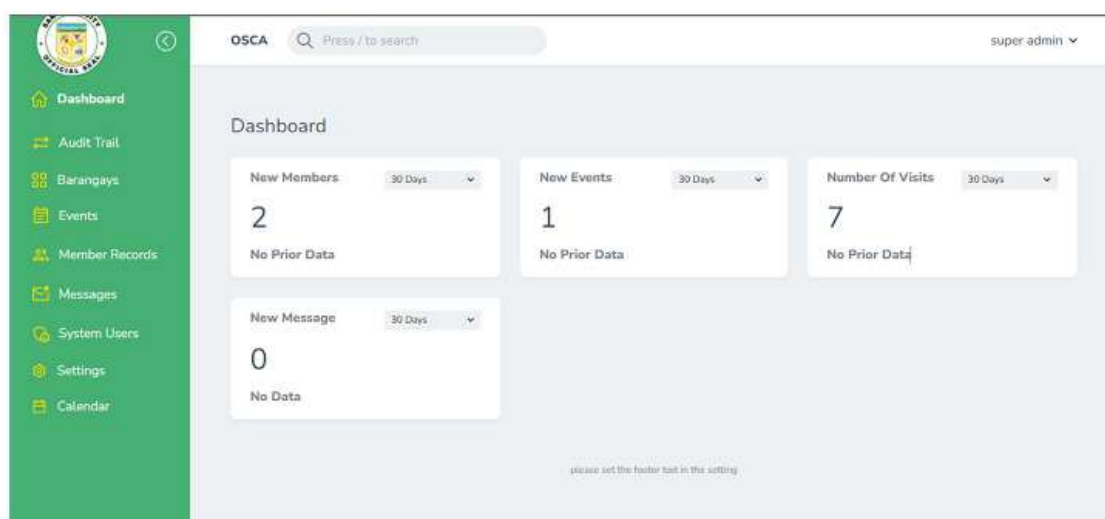 OFFICIAL SEAL
OSCA
Press / to search
super admin
Dashboard
Audit Trail
Barangays
Events
Member Records
Messages
System Users
Settings
Calendar
Dashboard
New Members
30 Days
2
No Prior Data
New Events
30 Days
1
No Prior Data
Number Of Visits
30 Days
7
No Prior Data
New Message
30 Days
0
No Data
please set the footer text in the setting